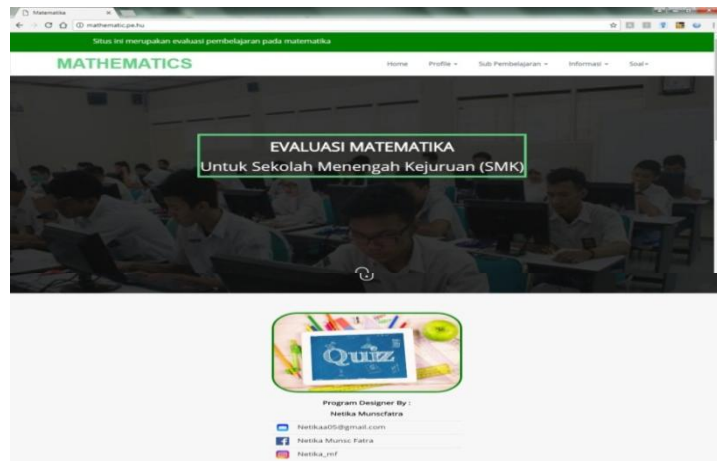 Matematika
mathematic.pe.hu
Situs ini merupakan evaluasi pembelajaran pada matematika
MATHEMATICS
Home Profile Sub Pembelajaran Informasi Soal
EVALUASI MATEMATIKA
Untuk Sekolah Menengah Kejuruan (SMK)
Quiz
Program Designer By :
Netika Munscfatra
Netikaa05@gmail.com
Netika Munsc Fatra
Netika_mf